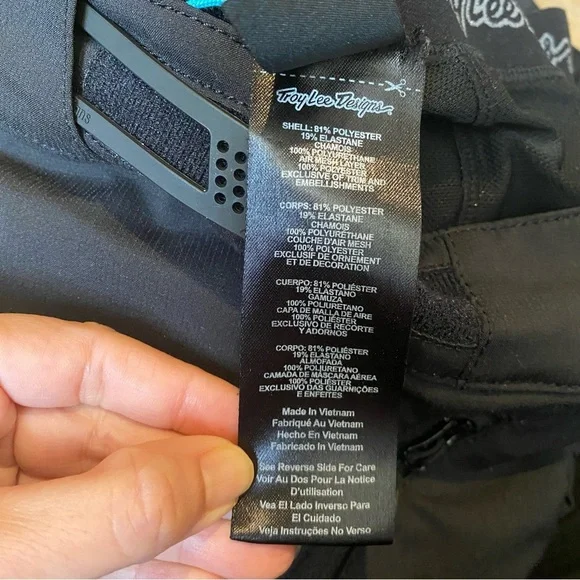 Troy Lee Designs
SHELL: 81% POLYESTER
19% ELASTANE
CHAMOIS
100% POLYURETHANE
AIR MESH LAYER
100% POLYESTER
EXCLUSIVE OF TRIM AND
EMBELLISHMENTS
CORPS: 81% POLYESTER
19% ELASTANE
CHAMOIS
100% POLYURÉTHANE
COUCHE D'AIR MESH
100% POLYESTER
EXCLUSIF DE ORNEMENT
ET DE DECORATION
CUERPO: 81% POLIÉSTER
19% ELASTANO
GAMUZA
100% POLIURETANO
CAPA DE MALLA DE AIRE
100% POLIÉSTER
EXCLUSIVO DE RECORTE
Y ADORNOS
CORPO: 81% POLIÉSTER
19% ELASTANO
ALMOFADA
100% POLIURETANO
CAMADA DE MÁSCARA AÉREA
100% POLIÉSTER
EXCLUSIVO DAS GUARNIÇÕES
E ENFEITES
Made In Vietnam
Fabriqué Au Vietnam
Hecho En Vietnam
Fabricado In Vietnam
See Reverse Side For Care
Voir Au Dos Pour La Notice
D'utilisation
Vea El Lado Inverso Para
El Cuidado
Veja Instruções No Verso